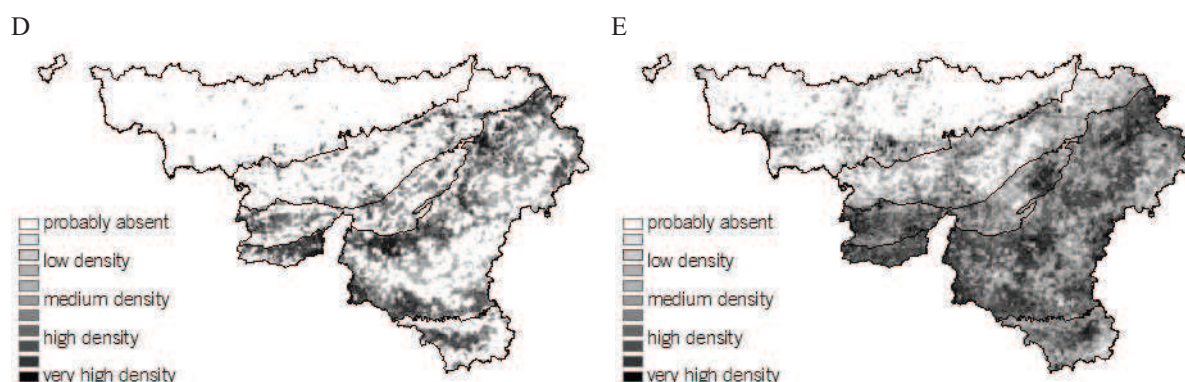 D
E
probably absent
low density
medium density
high density
very high density
probably absent
low density
medium density
high density
very high density